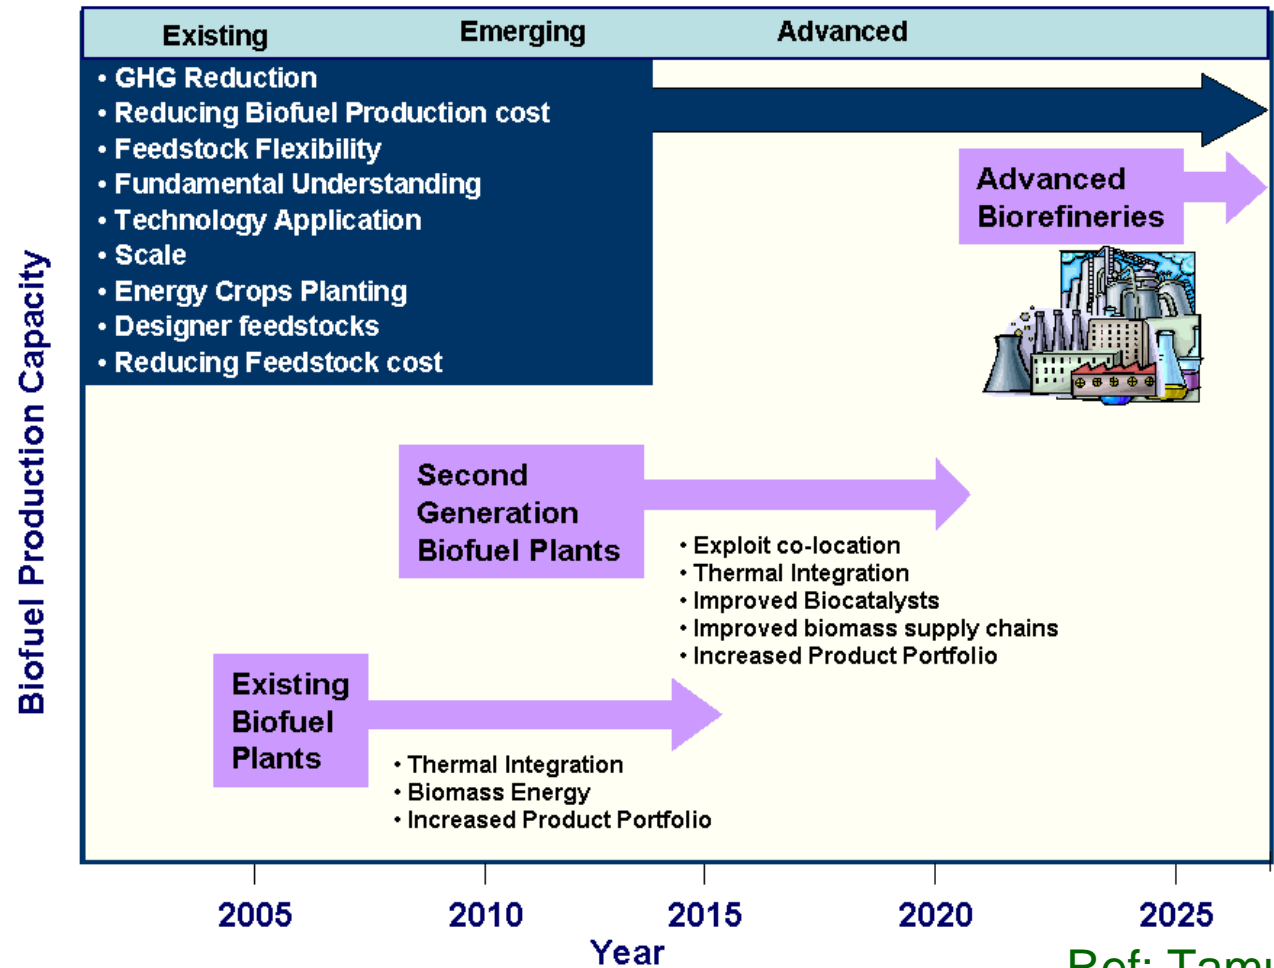 Existing
Emerging
Advanced
• GHG Reduction
• Reducing Biofuel Production cost
• Feedstock Flexibility
• Fundamental Understanding
• Technology Application
• Scale
• Energy Crops Planting
• Designer feedstocks
• Reducing Feedstock cost
Advanced
Biorefineries
Second
Generation
Biofuel Plants
• Exploit co-location
• Thermal Integration
• Improved Biocatalysts
• Improved biomass supply chains
• Increased Product Portfolio
Existing
Biofuel
Plants
• Thermal Integration
• Biomass Energy
• Increased Product Portfolio
Biofuel Production Capacity
2005
2010
2015
2020
2025
Year
Ref: